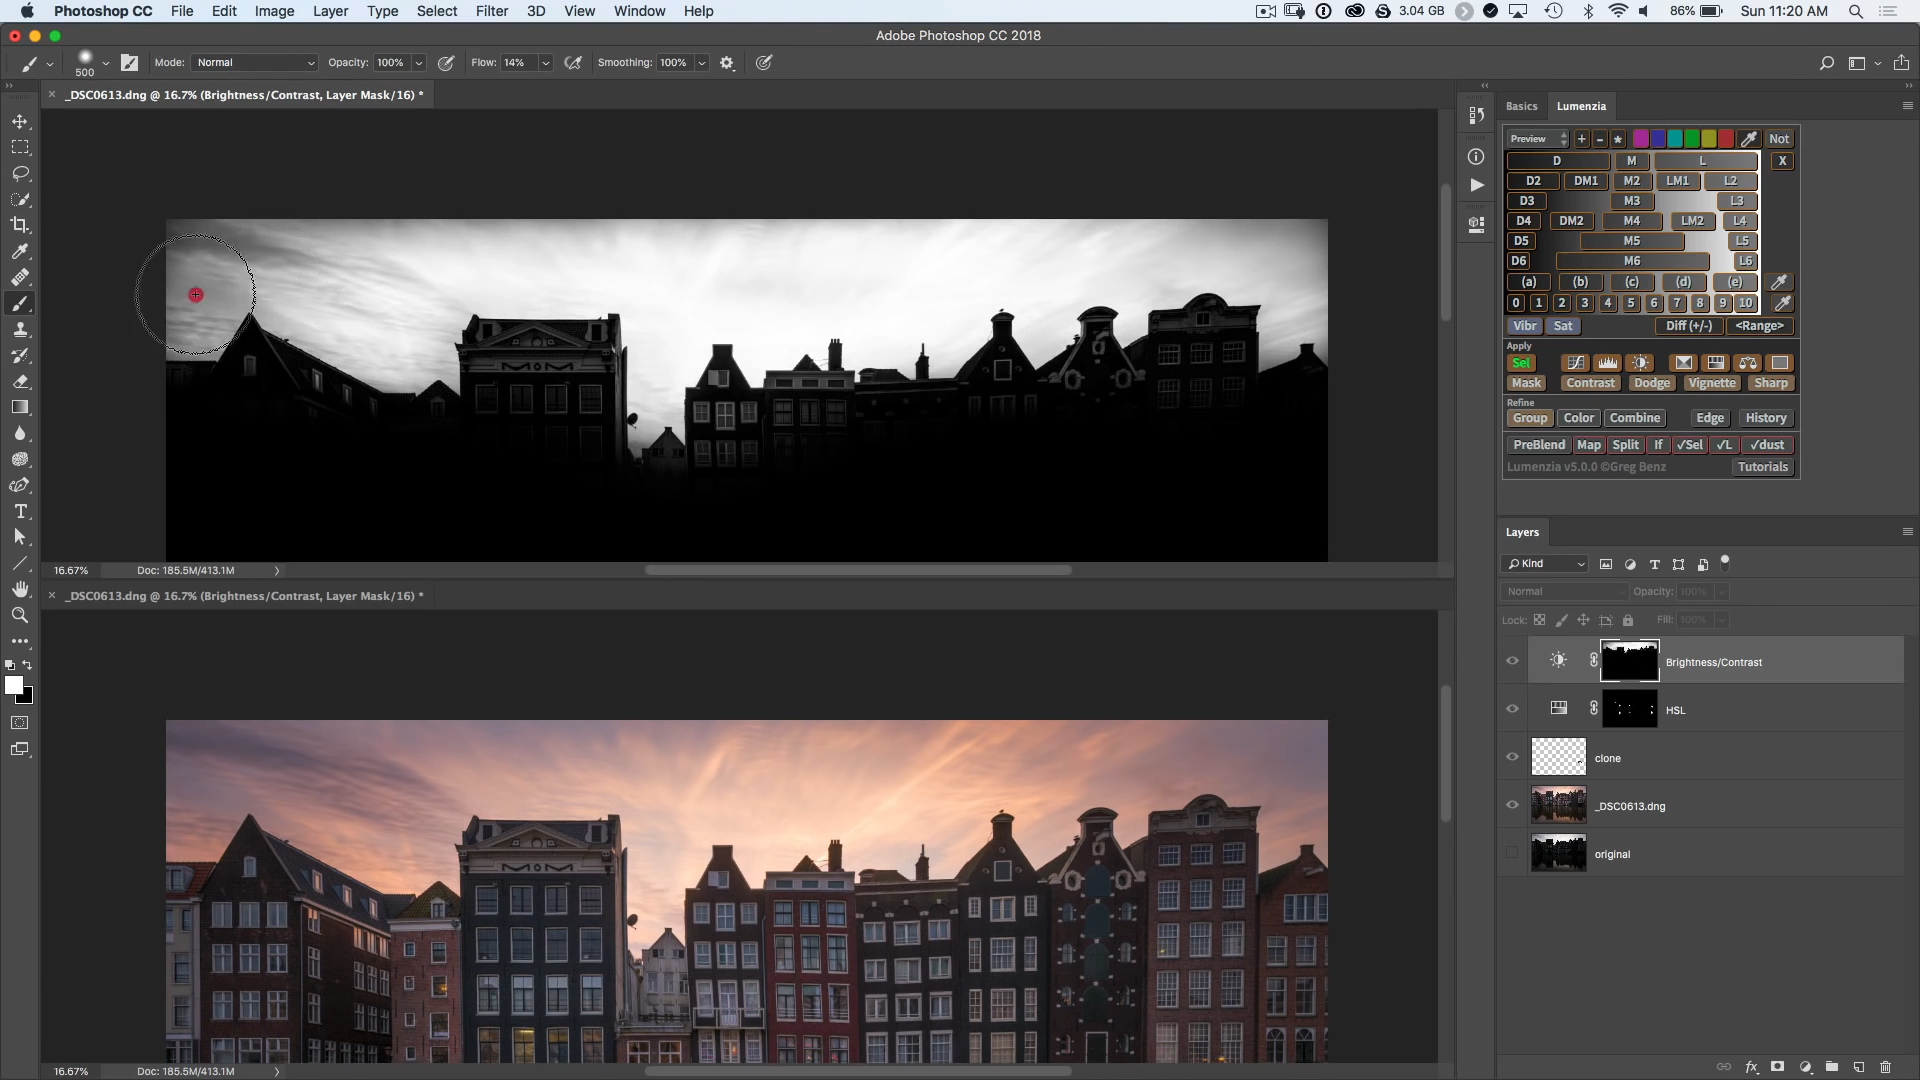 Photoshop CC File Edit Image Layer Type Select Filter 3D View Window Help 3.04 GB 86% Sun 11:20 AM
Adobe Photoshop CC 2018
500 Mode: Normal Opacity: 100% Flow: 14% Smoothing: 100%
_DSC0613.dng @ 16.7% (Brightness/Contrast, Layer Mask/16) *
16.67% Doc: 185.5M/413.1M
_DSC0613.dng @ 16.7% (Brightness/Contrast, Layer Mask/16) *
16.67% Doc: 185.5M/413.1M
Basics Lumenzia
Preview + - * Not
D M L X
D2 DM1 M2 LM1 L2
D3 M3 L3
D4 DM2 M4 LM2 L4
D5 M5 L5
D6 M6 L6
(a) (b) (c) (d) (e)
0 1 2 3 4 5 6 7 8 9 10
Vibr Sat Diff (+/-) <Range>
Apply
Sel
Mask Contrast Dodge Vignette Sharp
Refine
Group Color Combine Edge History
PreBlend Map Split If √Sel √L √dust
Lumenzia v5.0.0 ©Greg Benz Tutorials
Layers
Kind
Normal Opacity: 100%
Lock: Fill: 100%
Brightness/Contrast
HSL
clone
_DSC0613.dng
original